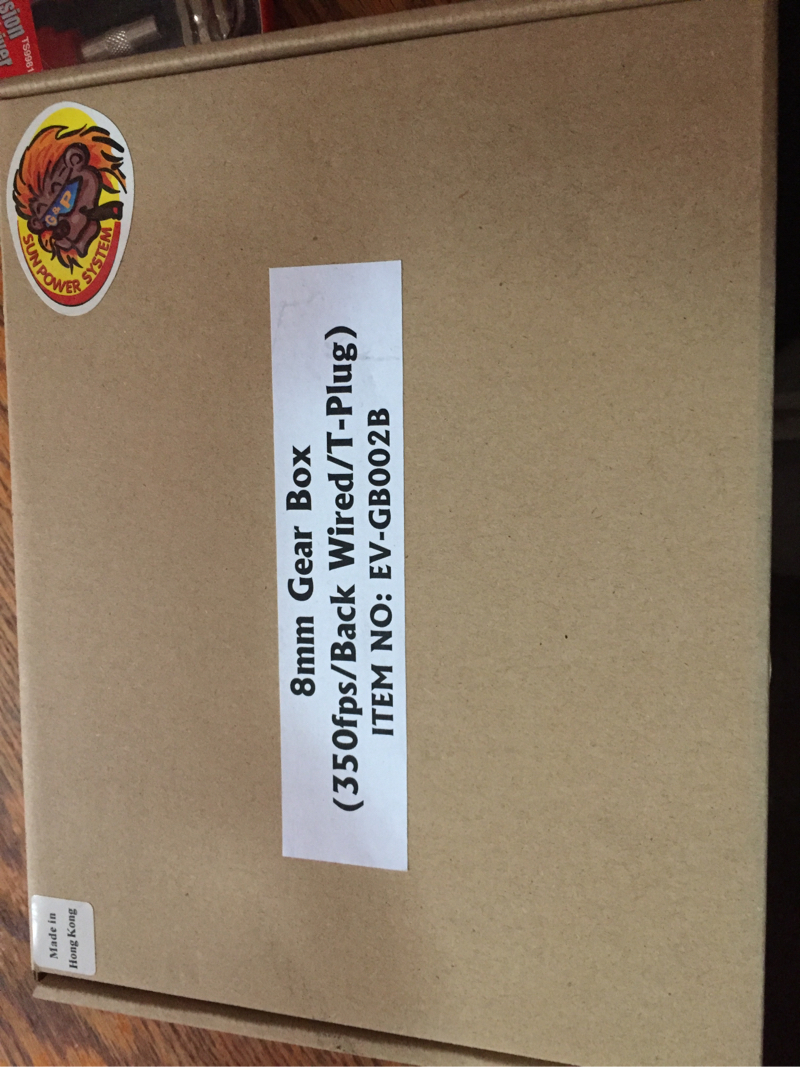 8mm Gear Box
(350fps/Back Wired/T-Plug)
ITEM NO: EV-GB002B
G&P
SUN POWER SYSTEM
Made in
Hong Kong